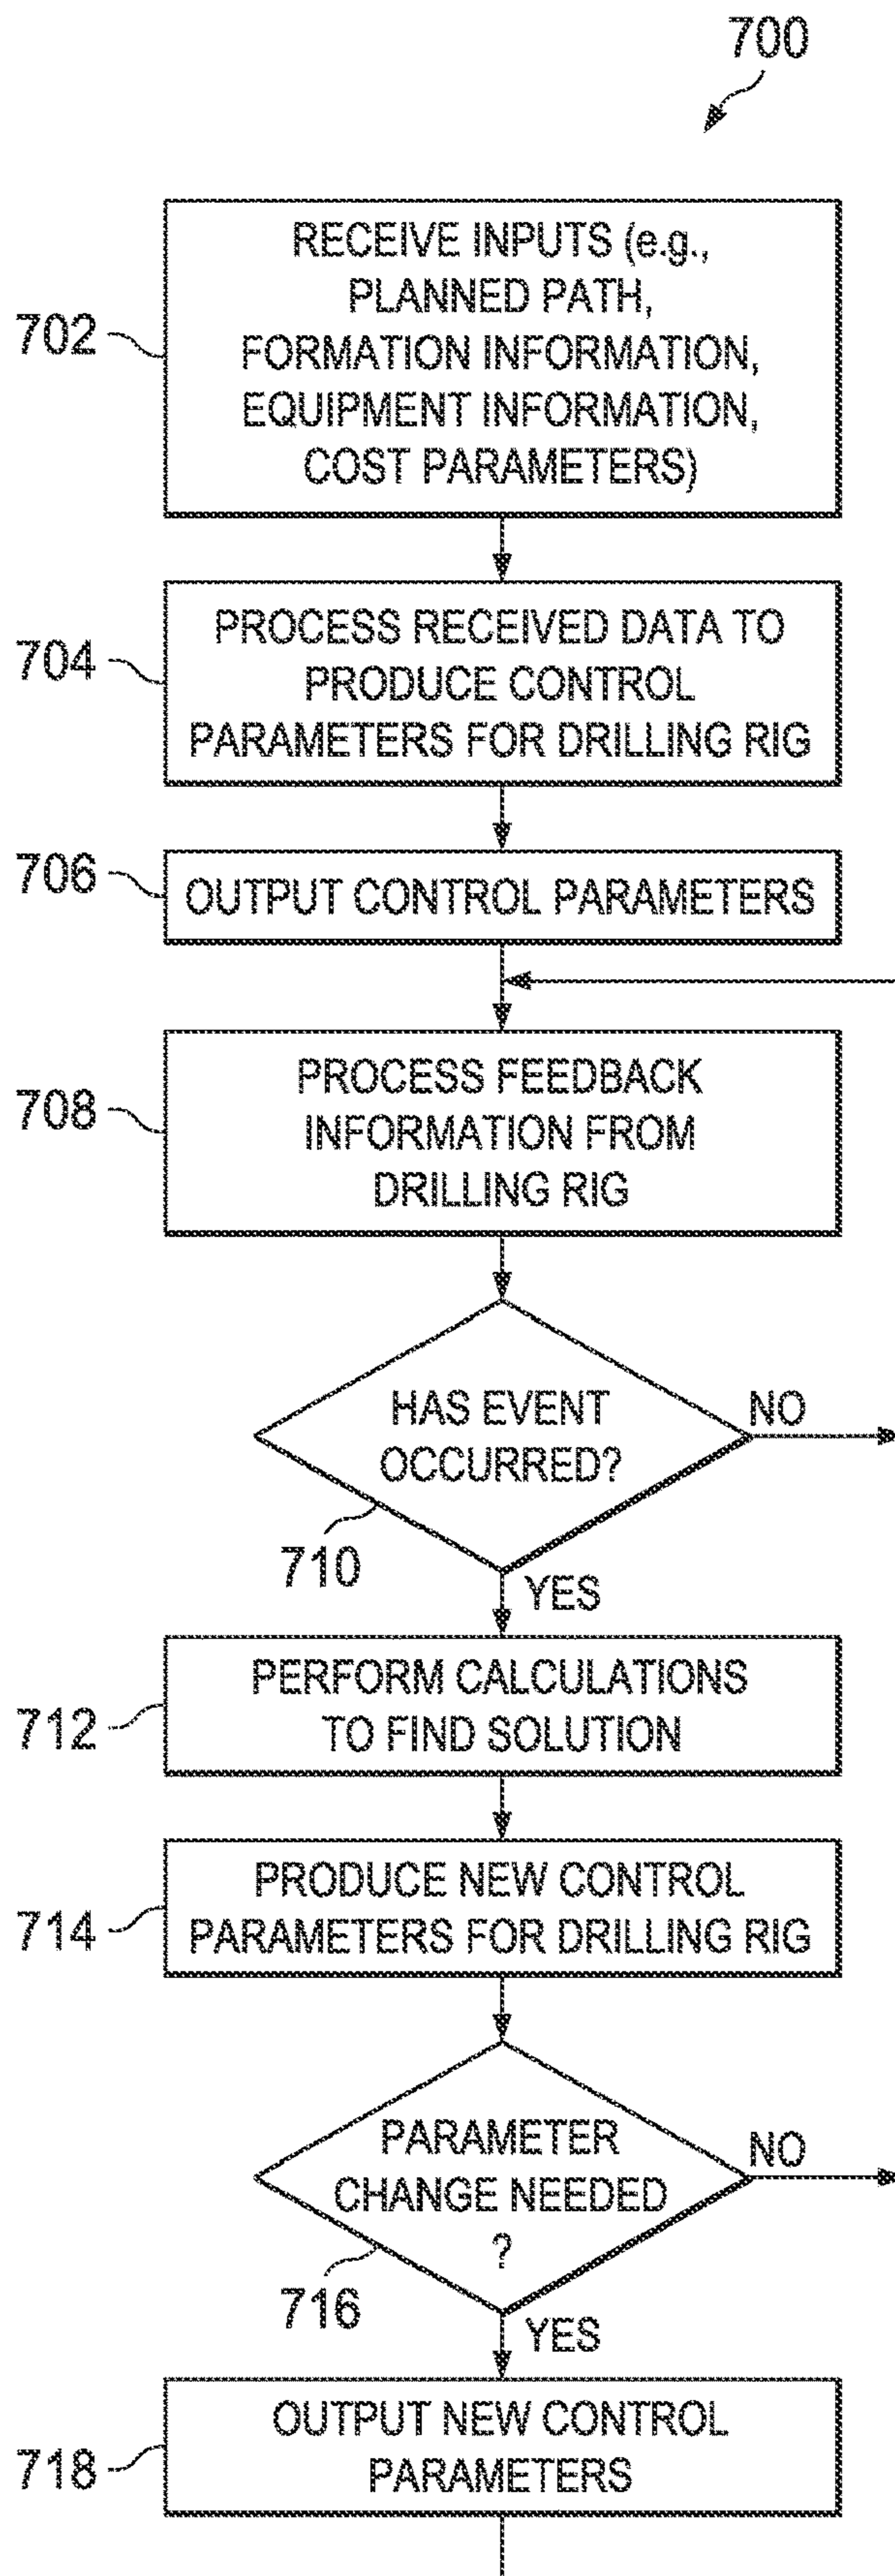 700
702
RECEIVE INPUTS (e.g.,
PLANNED PATH,
FORMATION INFORMATION,
EQUIPMENT INFORMATION,
COST PARAMETERS)
704
PROCESS RECEIVED DATA TO
PRODUCE CONTROL
PARAMETERS FOR DRILLING RIG
706
OUTPUT CONTROL PARAMETERS
708
PROCESS FEEDBACK
INFORMATION FROM
DRILLING RIG
HAS EVENT
OCCURRED?
NO
710
YES
712
PERFORM CALCULATIONS
TO FIND SOLUTION
714
PRODUCE NEW CONTROL
PARAMETERS FOR DRILLING RIG
PARAMETER
CHANGE NEEDED
?
NO
716
YES
718
OUTPUT NEW CONTROL
PARAMETERS